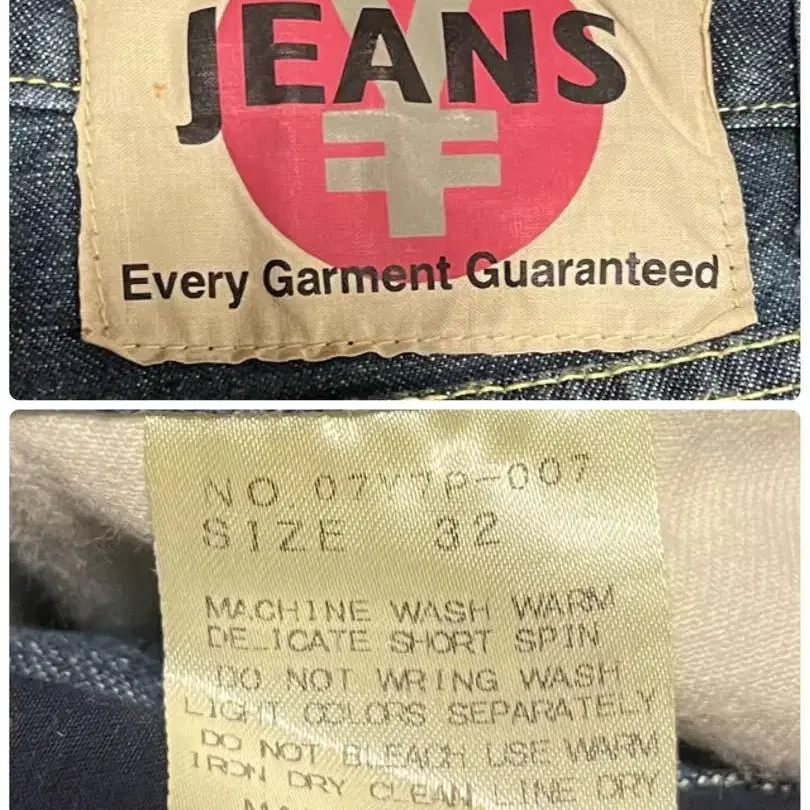 JEANS
Every Garment Guaranteed
NO.07Y7P-007
SIZE 32
MACHINE WASH WARM
DELICATE SHORT SPIN
DO NOT WRING WASH
LIGHT COLORS SEPARATELY
DO NOT BLEACH USE WARM
IRON DRY CLEAN LINE DRY